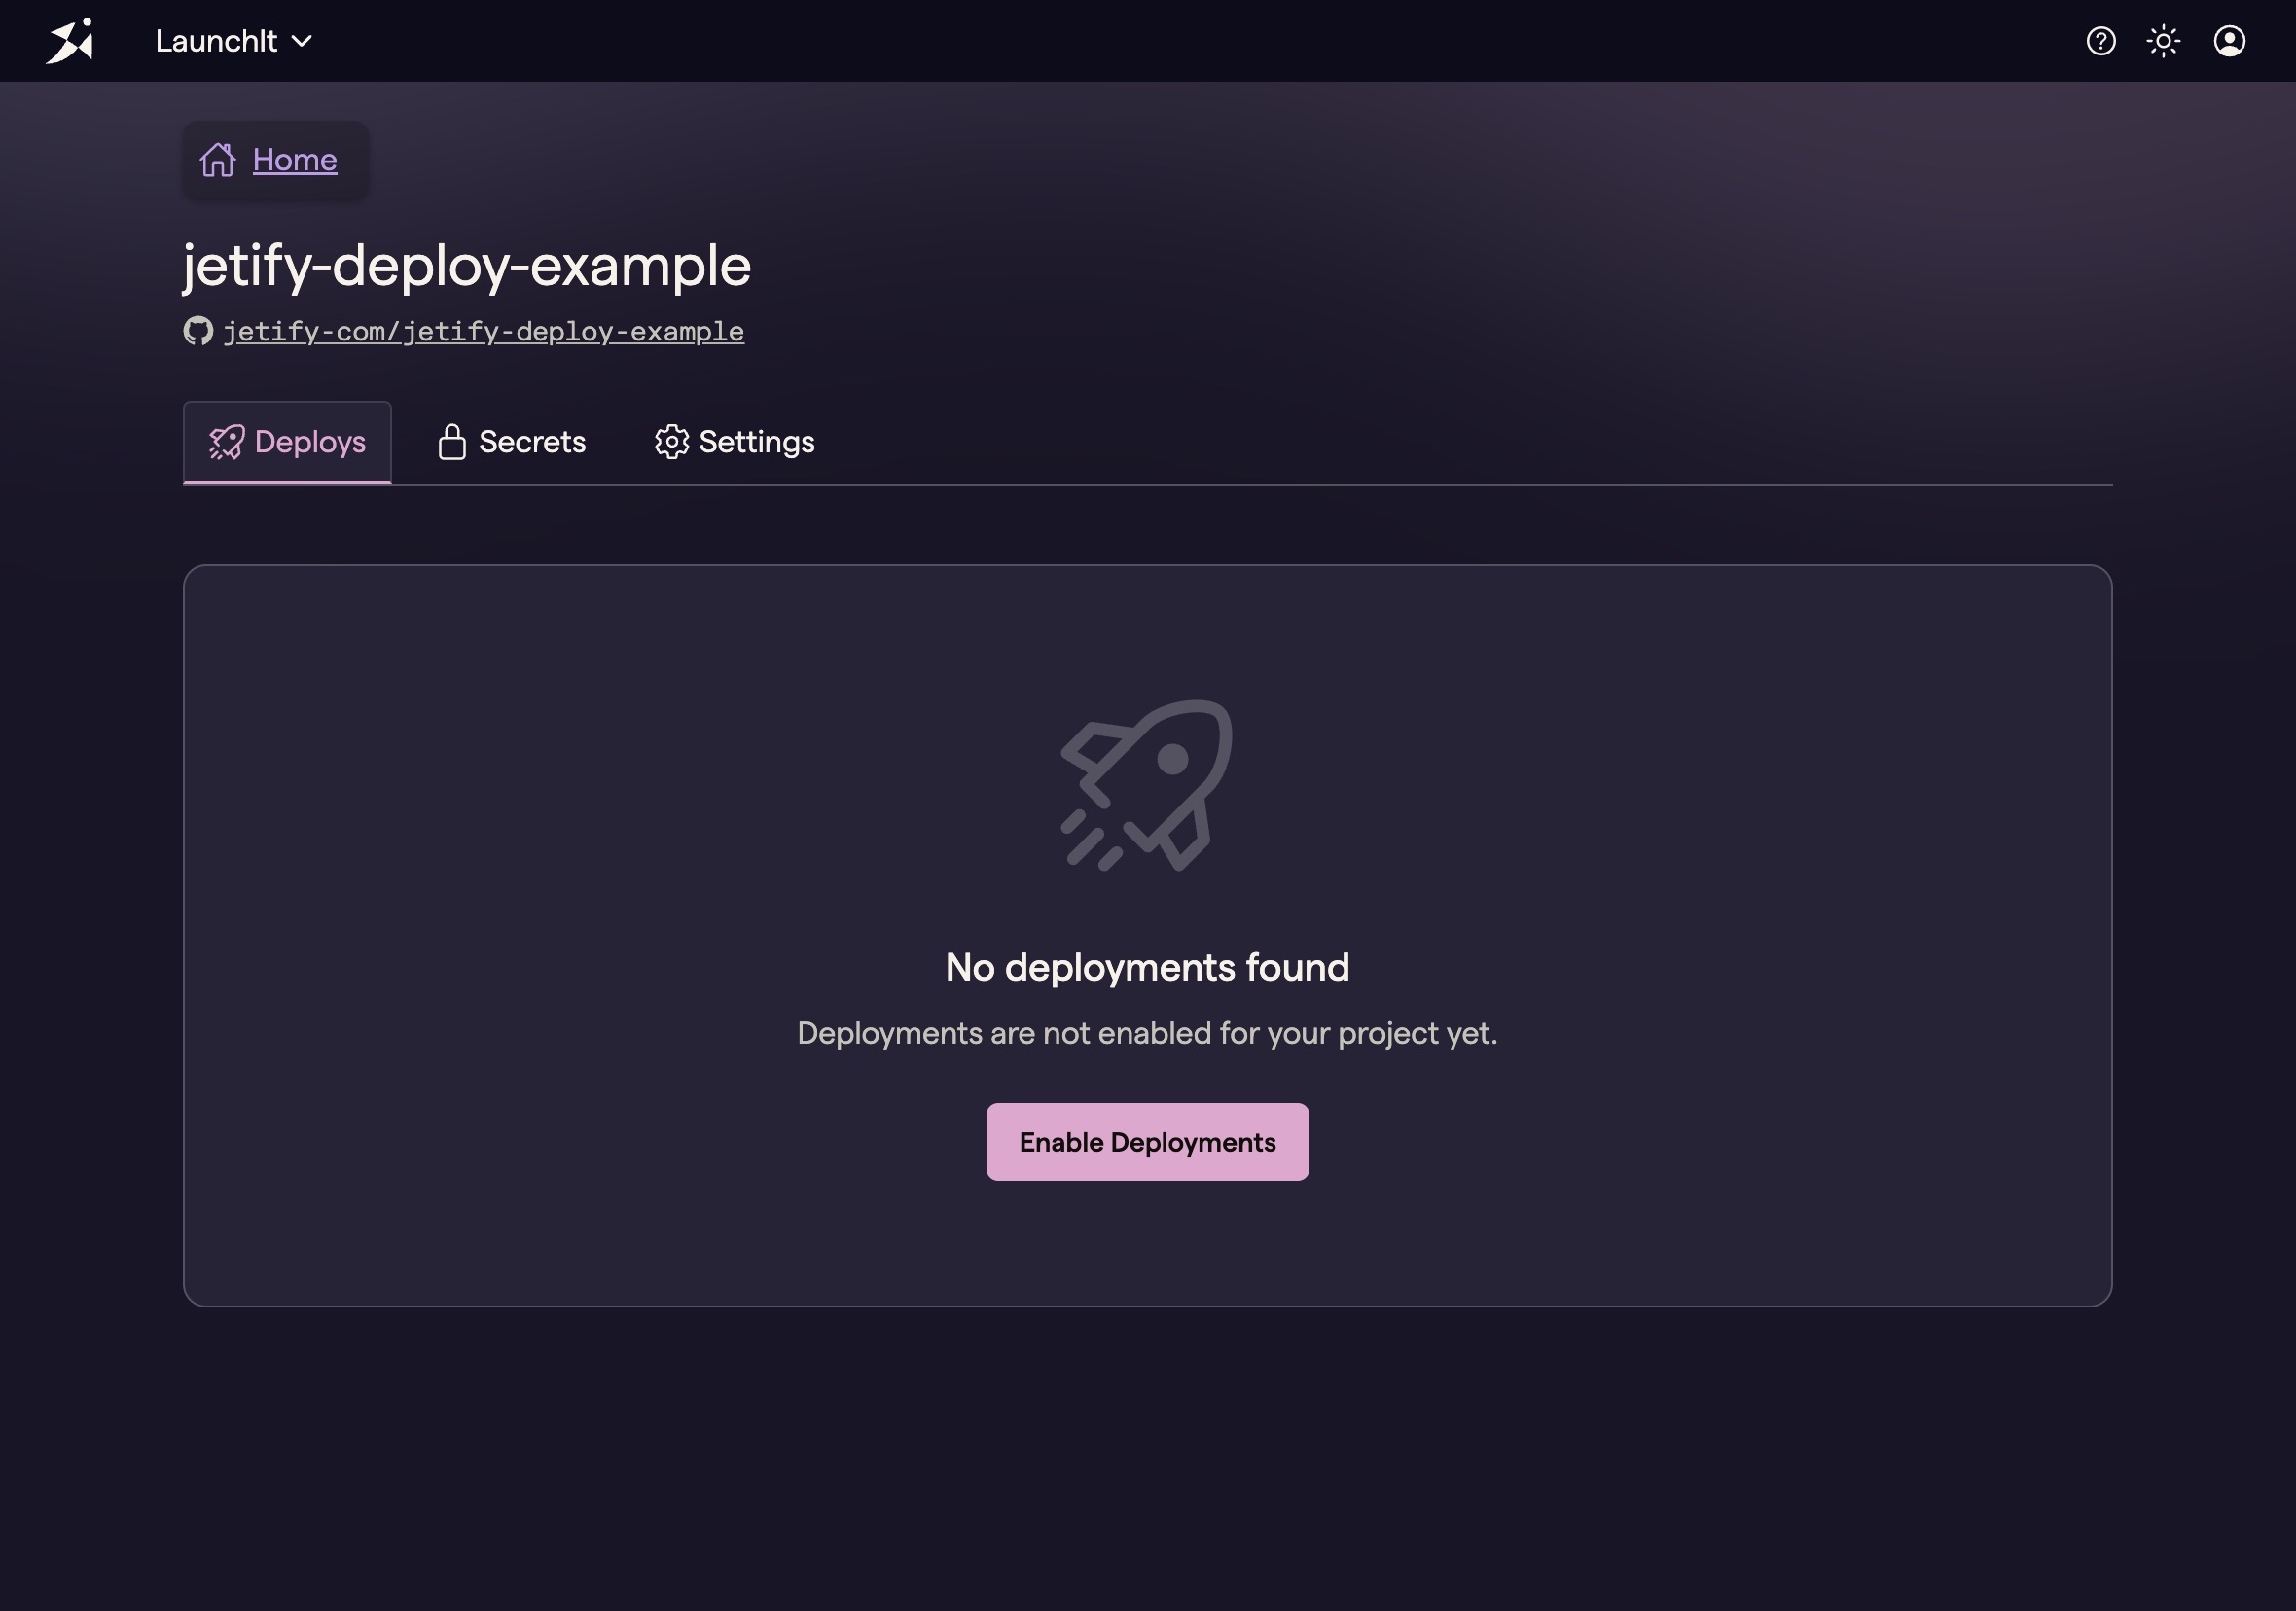 LaunchIt
Home
jetify-deploy-example
jetify-com/jetify-deploy-example
Deploys
Secrets
Settings
No deployments found
Deployments are not enabled for your project yet.
Enable Deployments